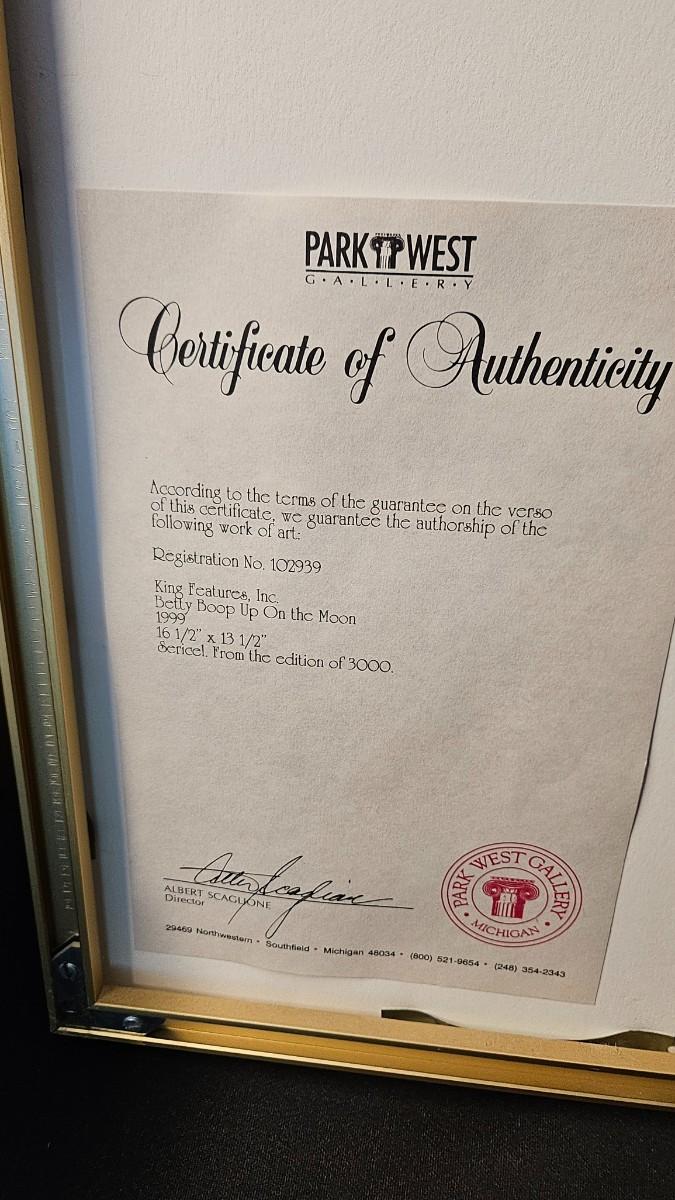 PARK WEST
G·A·L·L·E·R·Y
Certificate of Authenticity
According to the terms of the guarantee on the verso
of this certificate, we guarantee the authorship of the
following work of art:
Registration No. 102939
King Features, Inc.
Betty Boop Up On the Moon
1999
16 1/2" x 13 1/2"
Sericel. From the edition of 3000.
ALBERT SCAGLIONE
Director
PARK WEST GALLERY
• MICHIGAN •
29469 Northwestern • Southfield • Michigan 48034 • (800) 521-9654 • (248) 354-2343